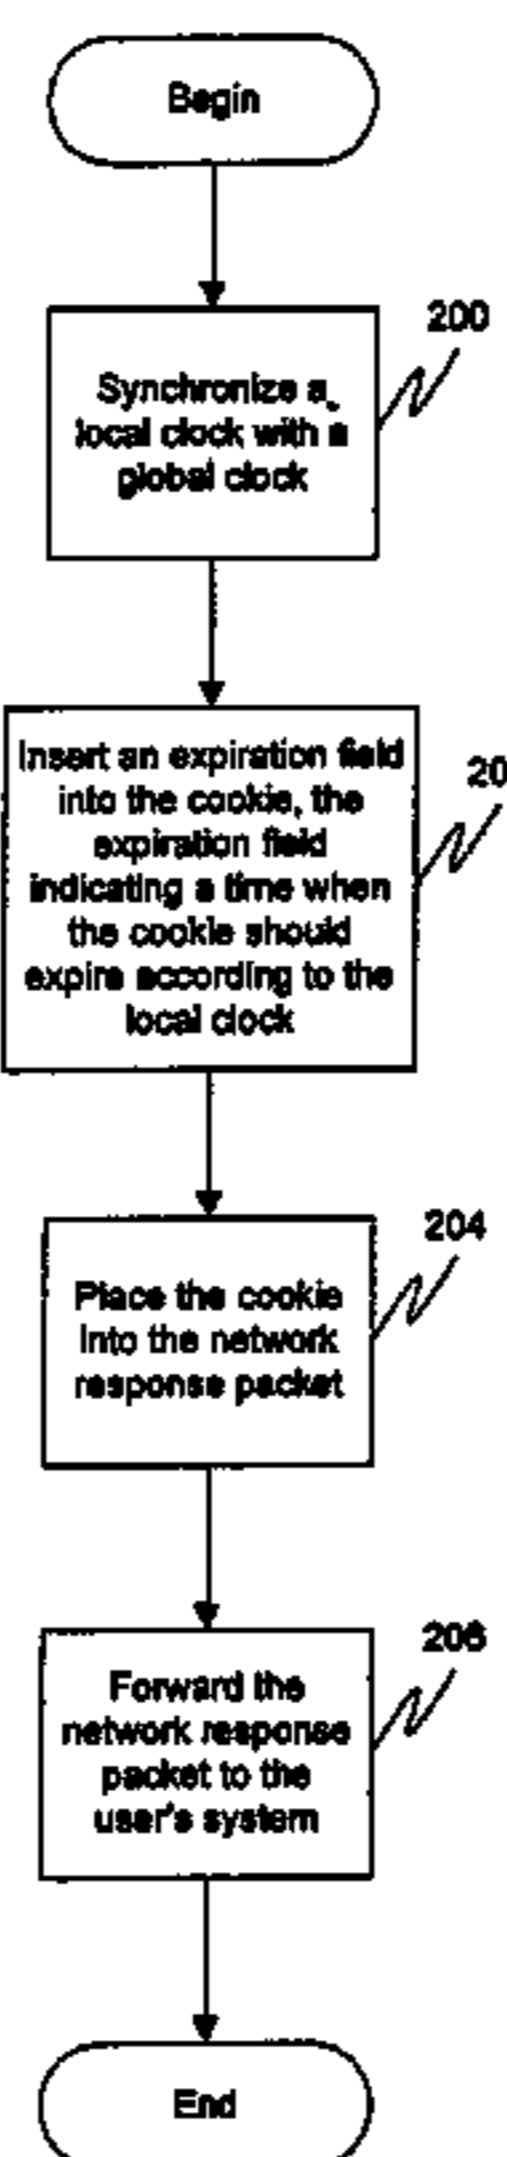 Begin
200
Synchronize a
local clock with a
global clock
Insert an expiration field
20
into the cookie, the
expiration field
indicating a time when
the cookie should
expire according to the
local clock
204
Place the cookie
into the network
response packet
206
Forward the
network response
packet to the
user's system
End